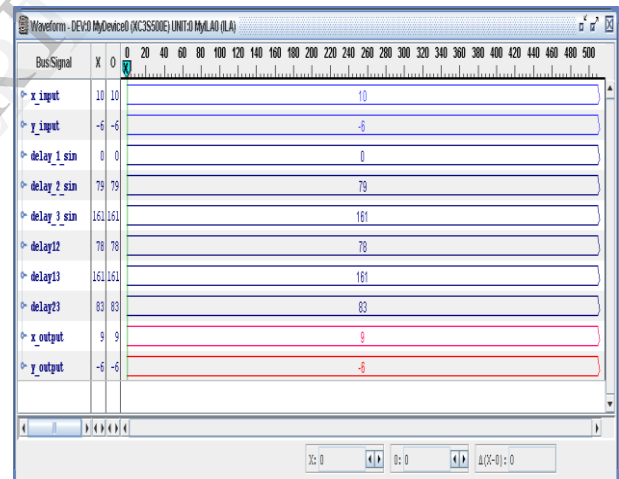 Waveform - DEV:0 MyDevice0 (XC3S500E) UNIT:0 MyILA0 (ILA)
Bus/Signal X O 0 20 40 60 80 100 120 140 160 180 200 220 240 260 280 300 320 340 360 380 400 420 440 460 480 500
X
x_input 10 10 10
y_input -6 -6 -6
delay_1_sin 0 0 0
delay_2_sin 79 79 79
delay_3_sin 161 161 161
delay12 78 78 78
delay13 161 161 161
delay23 83 83 83
x_output 9 9 9
y_output -6 -6 -6
X: 0 O: 0 Δ(X-O): 0